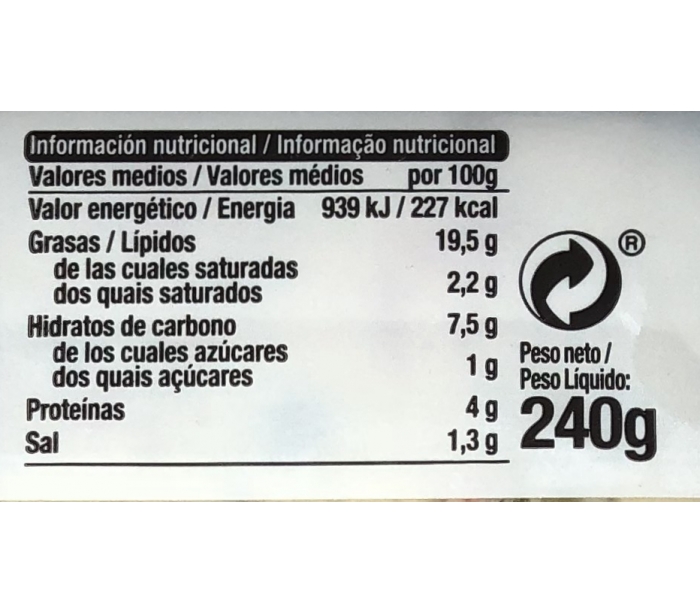 Información nutricional / Informação nutricional
Valores medios / Valores médios por 100g
Valor energético / Energia 939 kJ / 227 kcal
Grasas / Lípidos 19,5 g
de las cuales saturadas
dos quais saturados 2,2 g
Hidratos de carbono 7,5 g
de los cuales azúcares
dos quais açúcares 1 g
Proteínas 4 g
Sal 1,3 g
®
Peso neto /
Peso Líquido:
240g